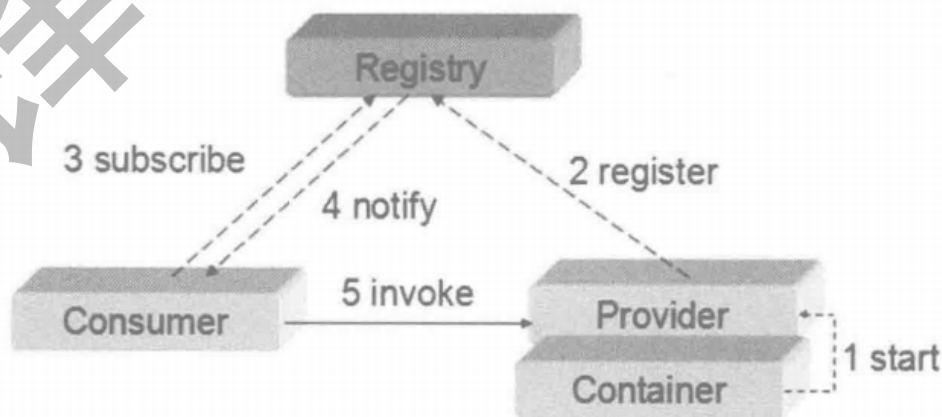 Registry
3 subscribe
2 register
4 notify
5 invoke
Consumer
Provider
1 start
Container